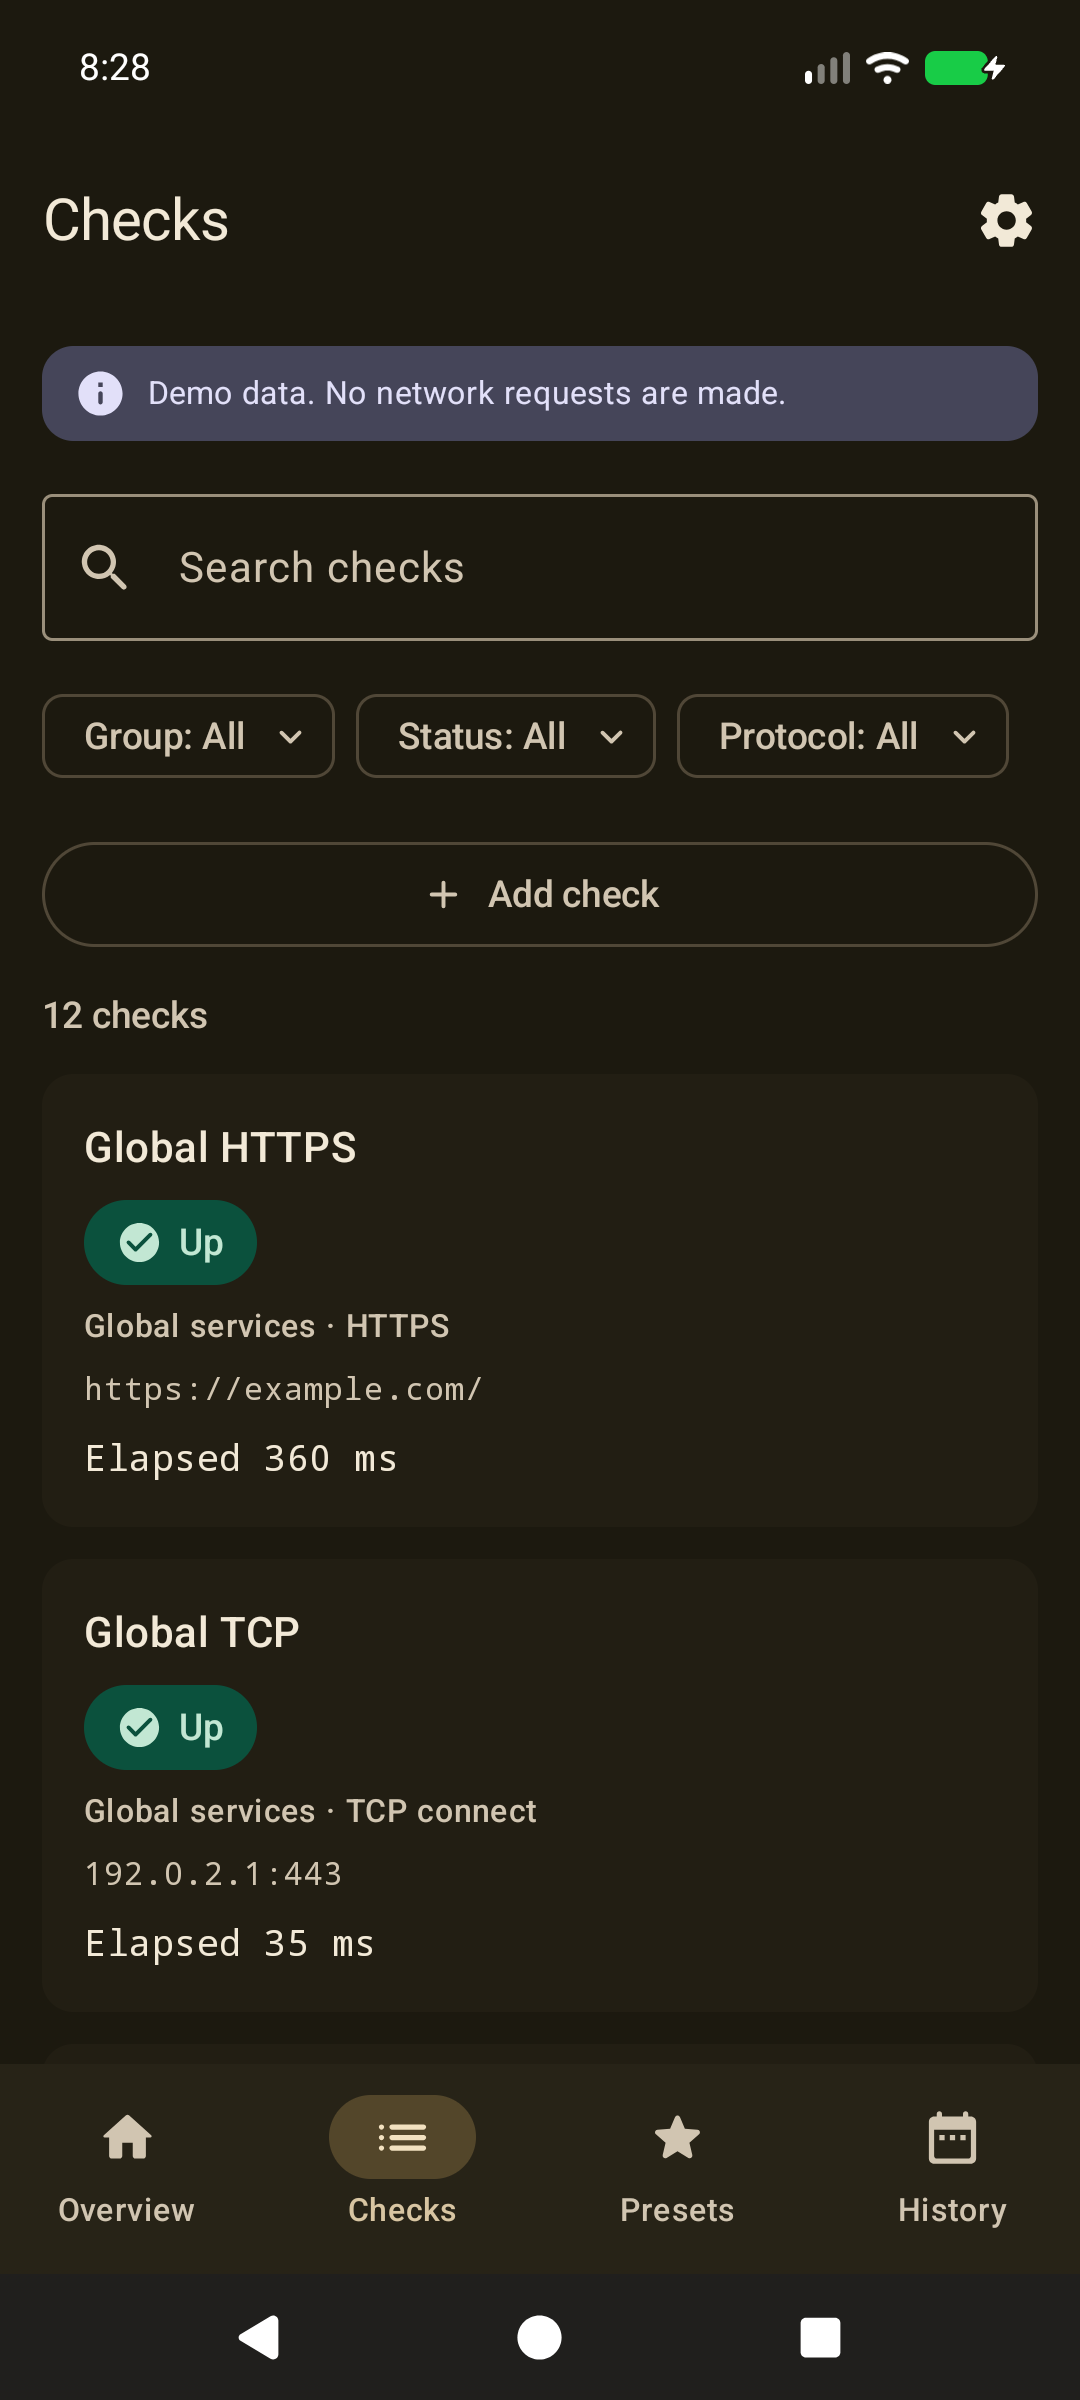 8:28
Checks
Demo data. No network requests are made.
Search checks
Group: All
Status: All
Protocol: All
Add check
12 checks
Global HTTPS
Up
Global services · HTTPS
https://example.com/
Elapsed 360 ms
Global TCP
Up
Global services · TCP connect
192.0.2.1:443
Elapsed 35 ms
Overview
Checks
Presets
History